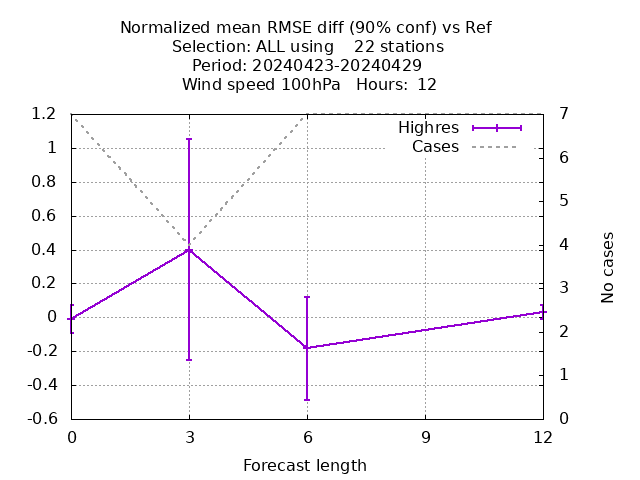 Normalized mean RMSE diff (90% conf) vs Ref
Selection: ALL using    22 stations
Period: 20240423-20240429
Wind speed 100hPa   Hours:  12
Highres
Cases
1.2
1
0.8
0.6
0.4
0.2
0
-0.2
-0.4
-0.6
7
6
5
4
3
2
1
0
No cases
0 3 6 9 12
Forecast length